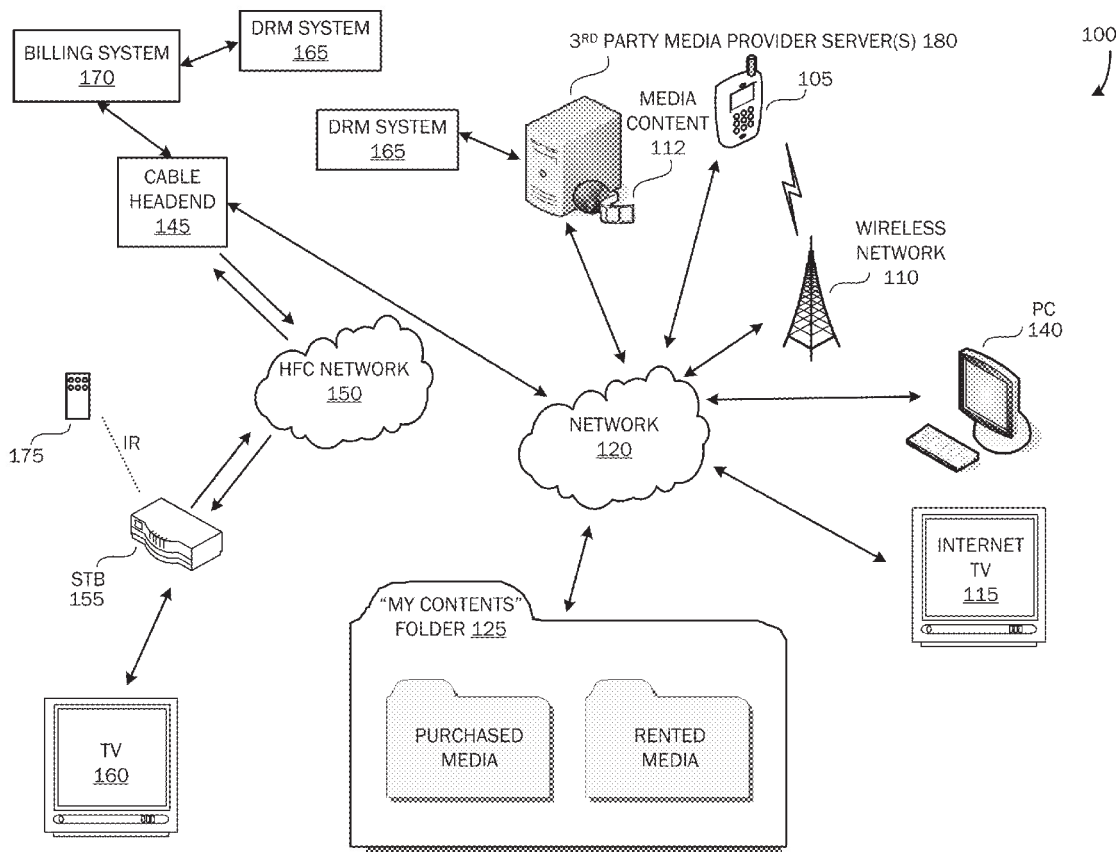 DRM SYSTEM
165
BILLING SYSTEM
170
3RD PARTY MEDIA PROVIDER SERVER(S) 180
100
105
MEDIA
CONTENT
112
DRM SYSTEM
165
CABLE
HEADEND
145
WIRELESS
NETWORK
110
PC
140
HFC NETWORK
150
NETWORK
120
175
IR
STB
155
INTERNET
TV
115
“MY CONTENTS”
FOLDER 125
PURCHASED
MEDIA
RENTED
MEDIA
TV
160